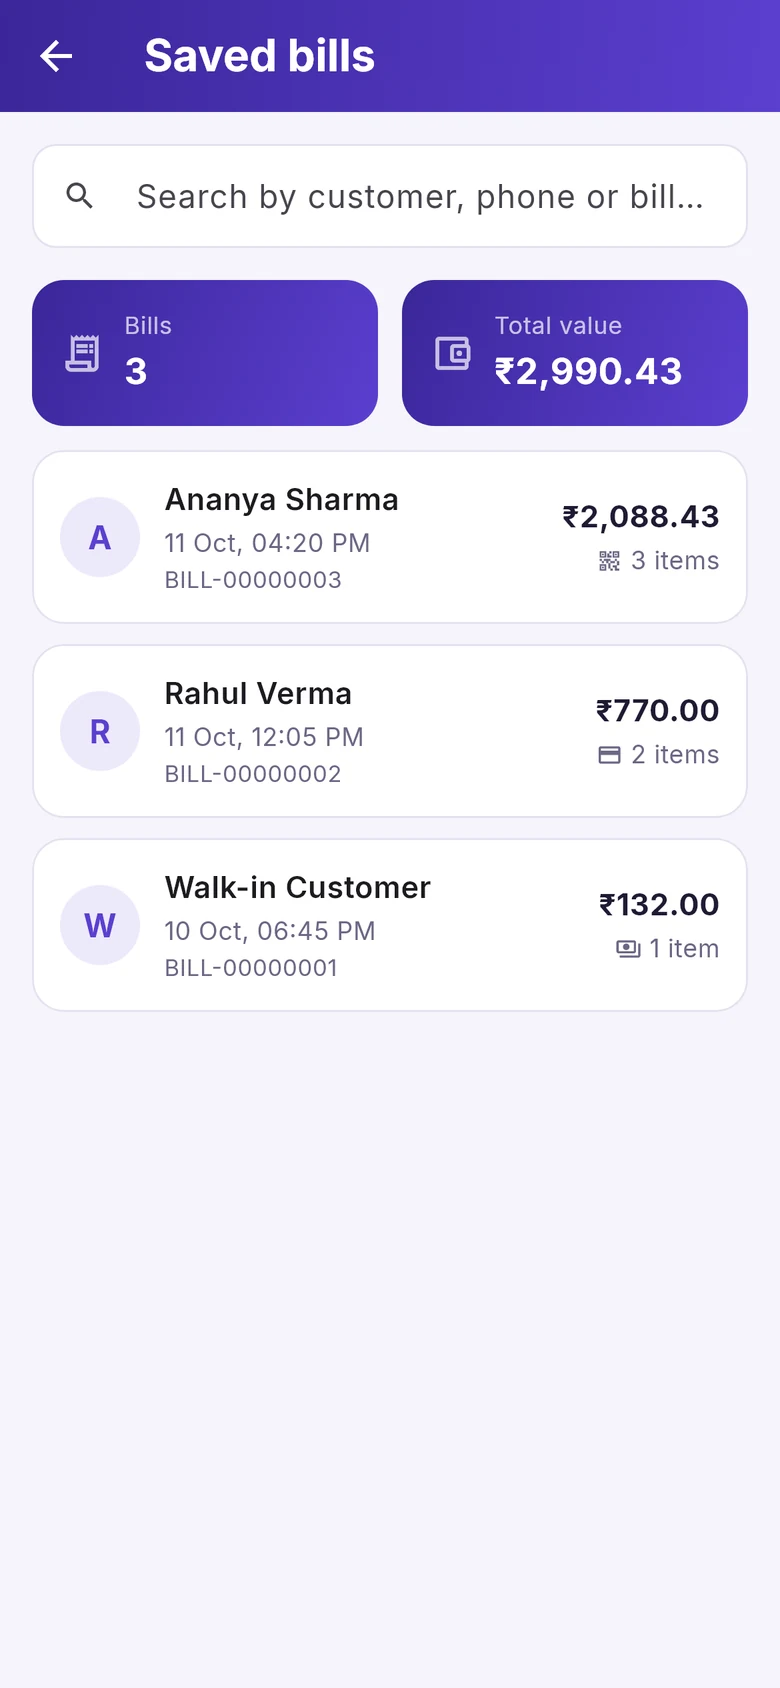 Saved bills
Search by customer, phone or bill...
Bills
3
Total value
₹2,990.43
Ananya Sharma
11 Oct, 04:20 PM
BILL-00000003
₹2,088.43
3 items
A
Rahul Verma
11 Oct, 12:05 PM
BILL-00000002
₹770.00
2 items
R
Walk-in Customer
10 Oct, 06:45 PM
BILL-00000001
₹132.00
1 item
W